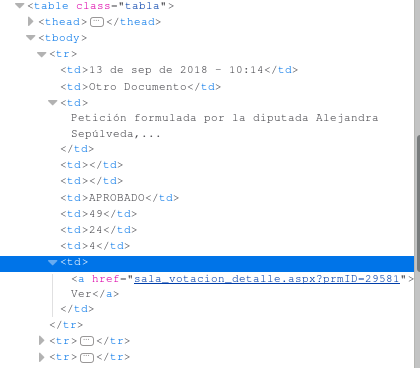 <table class="tabla">
<thead>
<tbody>
<tr>
<td>13 de sep de 2018 - 10:14</td>
<td>Otro Documento</td>
<td>
Petición formulada por la diputada Alejandra
Sepúlveda,...
</td>
<td></td>
<td></td>
<td>APROBADO</td>
<td>49</td>
<td>24</td>
<td>4</td>
<td>
<a href="sala_votacion_detalle.aspx?prmID=29581">
Ver</a>
</td>
</tr>
<tr></tr>
<tr></tr>